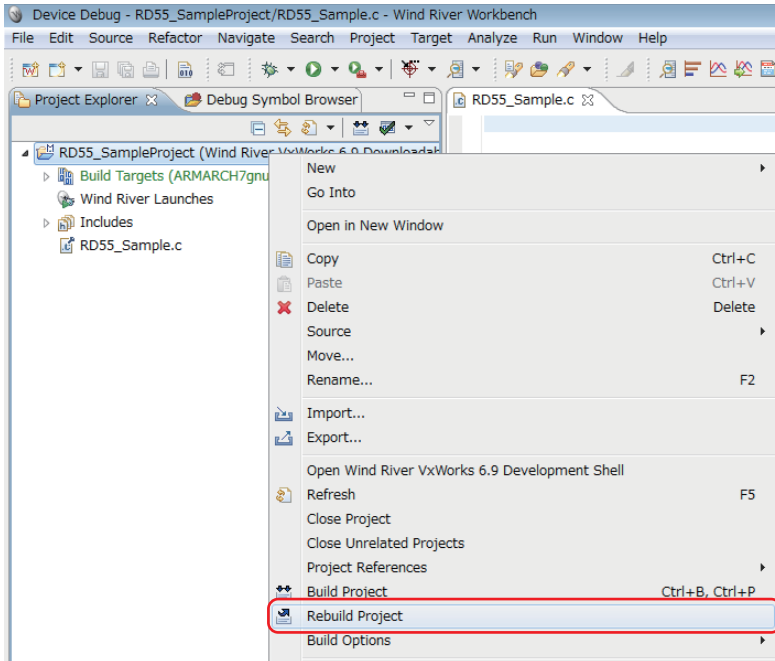 Device Debug - RD55_SampleProject/RD55_Sample.c - Wind River Workbench
File Edit Source Refactor Navigate Search Project Target Analyze Run Window Help
Project Explorer Debug Symbol Browser RD55_Sample.c
RD55_SampleProject (Wind River VxWorks 6.9 Downloadab
Build Targets (ARMARCH7gnu
Wind River Launches
Includes
RD55_Sample.c
New
Go Into
Open in New Window
Copy Ctrl+C
Paste Ctrl+V
Delete Delete
Source
Move...
Rename... F2
Import...
Export...
Open Wind River VxWorks 6.9 Development Shell
Refresh F5
Close Project
Close Unrelated Projects
Project References
Build Project Ctrl+B, Ctrl+P
Rebuild Project
Build Options